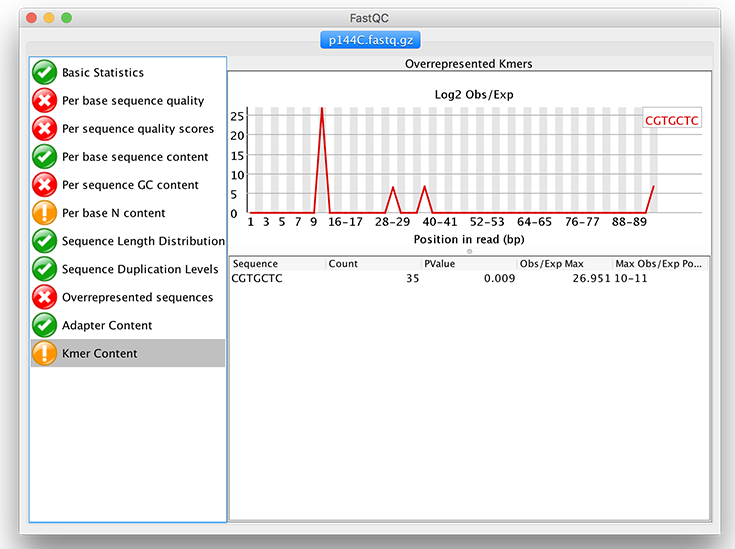 FastQC
p144C.fastq.gz
Basic Statistics
Per base sequence quality
Per sequence quality scores
Per base sequence content
Per sequence GC content
Per base N content
Sequence Length Distribution
Sequence Duplication Levels
Overrepresented sequences
Adapter Content
Kmer Content
Overrepresented Kmers
Log2 Obs/Exp
CGTGCTC
25
20
15
10
5
0
1 3 5 7 9 16-17 28-29 40-41 52-53 64-65 76-77 88-89
Position in read (bp)
Sequence Count PValue Obs/Exp Max Max Obs/Exp Po...
CGTGCTC 35 0.009 26.951 10-11